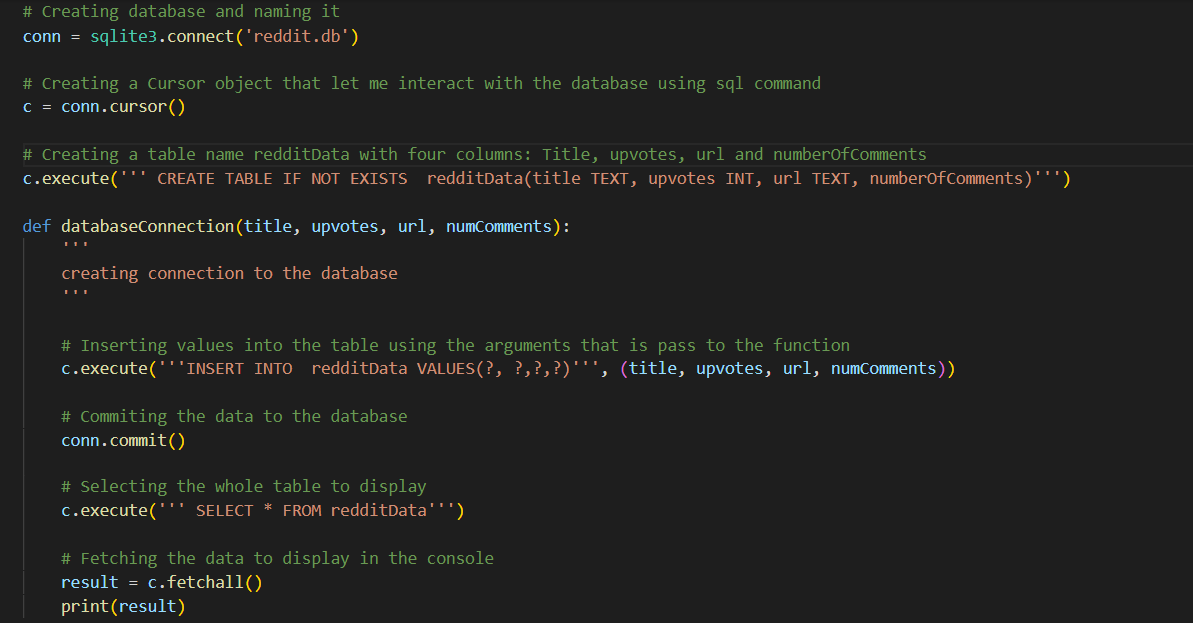 # Creating database and naming it
conn = sqlite3.connect('reddit.db')
# Creating a Cursor object that let me interact with the database using sql command
c = conn.cursor()
# Creating a table name redditData with four columns: Title, upvotes, url and numberOfComments
c.execute(''' CREATE TABLE IF NOT EXISTS  redditData(title TEXT, upvotes INT, url TEXT, numberOfComments)''')
def databaseConnection(title, upvotes, url, numComments):
    '''
    creating connection to the database
    '''
    # Inserting values into the table using the arguments that is pass to the function
    c.execute('''INSERT INTO  redditData VALUES(?, ?,?,?)''', (title, upvotes, url, numComments))
    # Commiting the data to the database
    conn.commit()
    # Selecting the whole table to display
    c.execute(''' SELECT * FROM redditData''')
    # Fetching the data to display in the console
    result = c.fetchall()
    print(result)